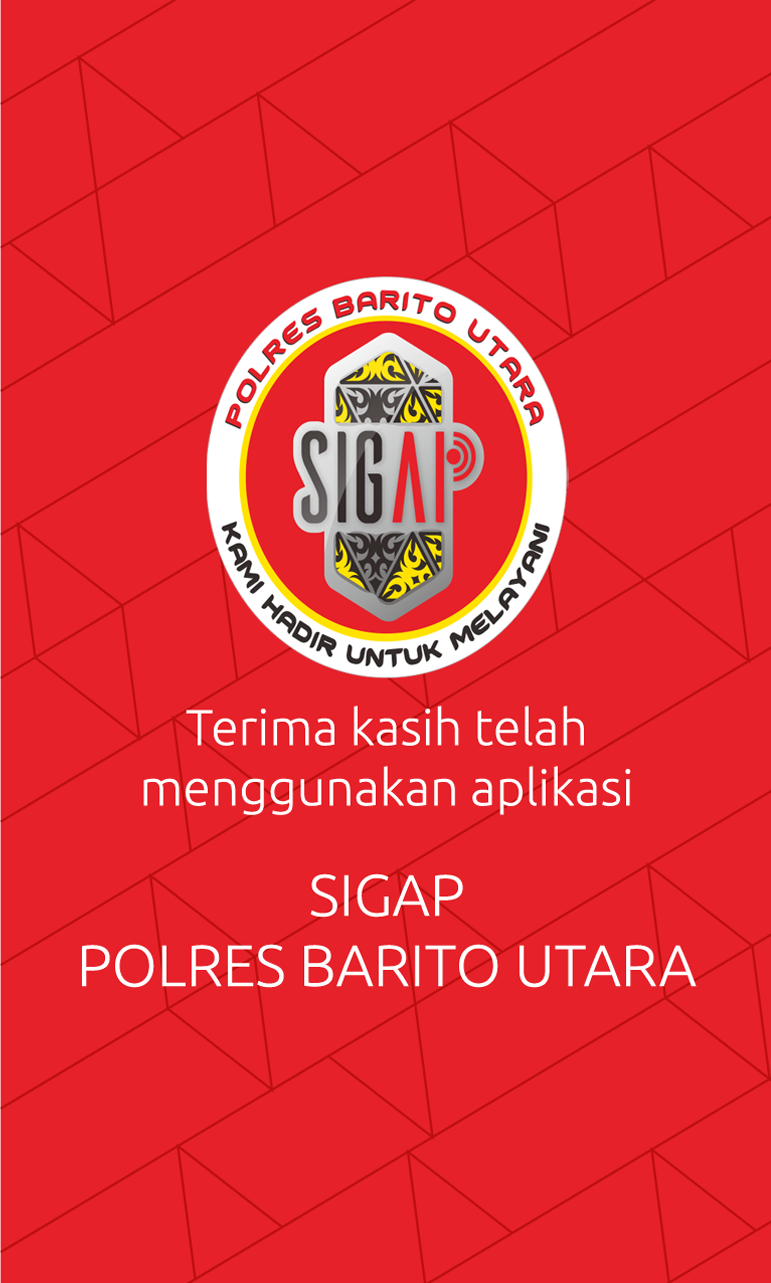 POLRES BARITO UTARA
SIGAP
KAMI HADIR UNTUK MELAYANI
Terima kasih telah
menggunakan aplikasi
SIGAP
POLRES BARITO UTARA